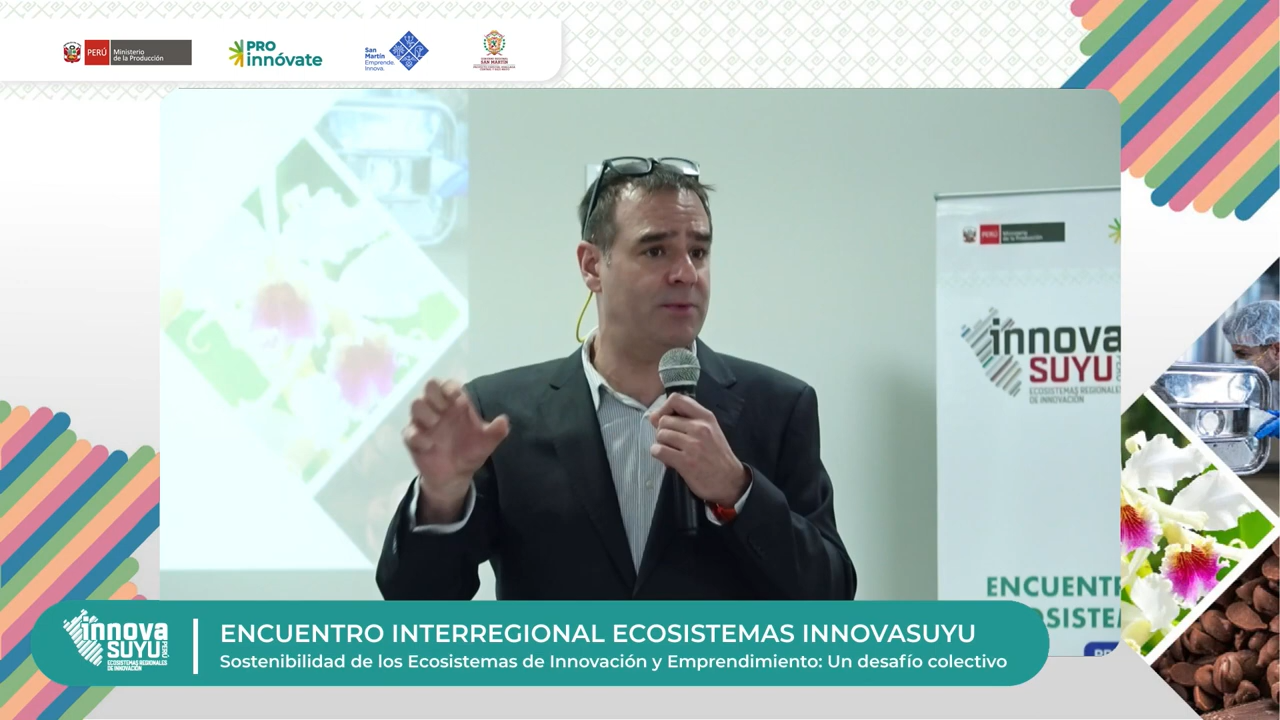 PERÚ
Ministerio
de la Producción
PRO
innóvate
San
Martín
Emprende.
Innova.
SAN MARTÍN
PERÚ
Ministerio
de la Producción
innova
SUYU
ECOSISTEMAS REGIONALES
DE INNOVACIÓN
ENCUENT
innova
SUYU
PERÚ
ECOSISTEMAS REGIONALES
DE INNOVACIÓN
ENCUENTRO INTERREGIONAL ECOSISTEMAS INNOVASUYU
Sostenibilidad de los Ecosistemas de Innovación y Emprendimiento: Un desafío colectivo